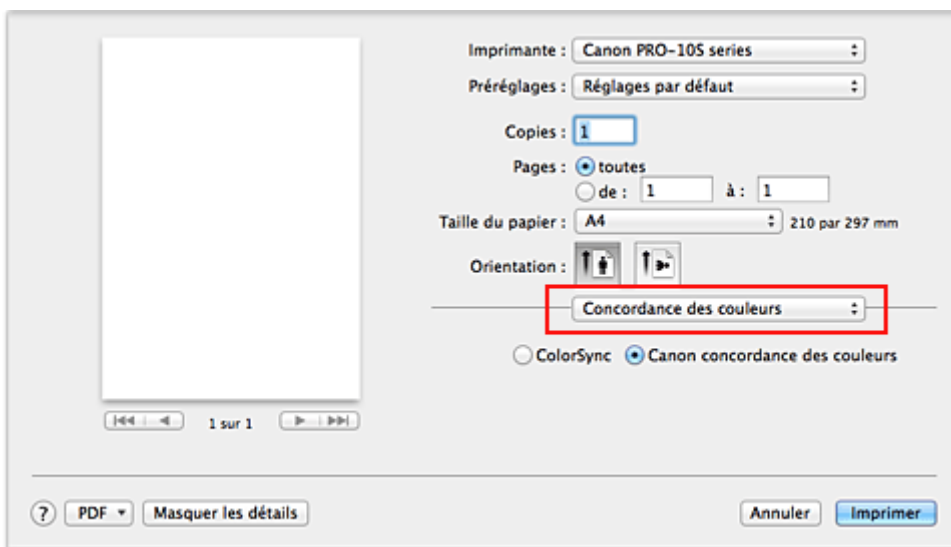 Imprimante : Canon PRO-10S series
Préréglages : Réglages par défaut
Copies : 1
Pages : toutes
de : 1 à : 1
Taille du papier : A4 210 par 297 mm
Orientation :
Concordance des couleurs
ColorSync Canon concordance des couleurs
1 sur 1
? PDF Masquer les détails Annuler Imprimer